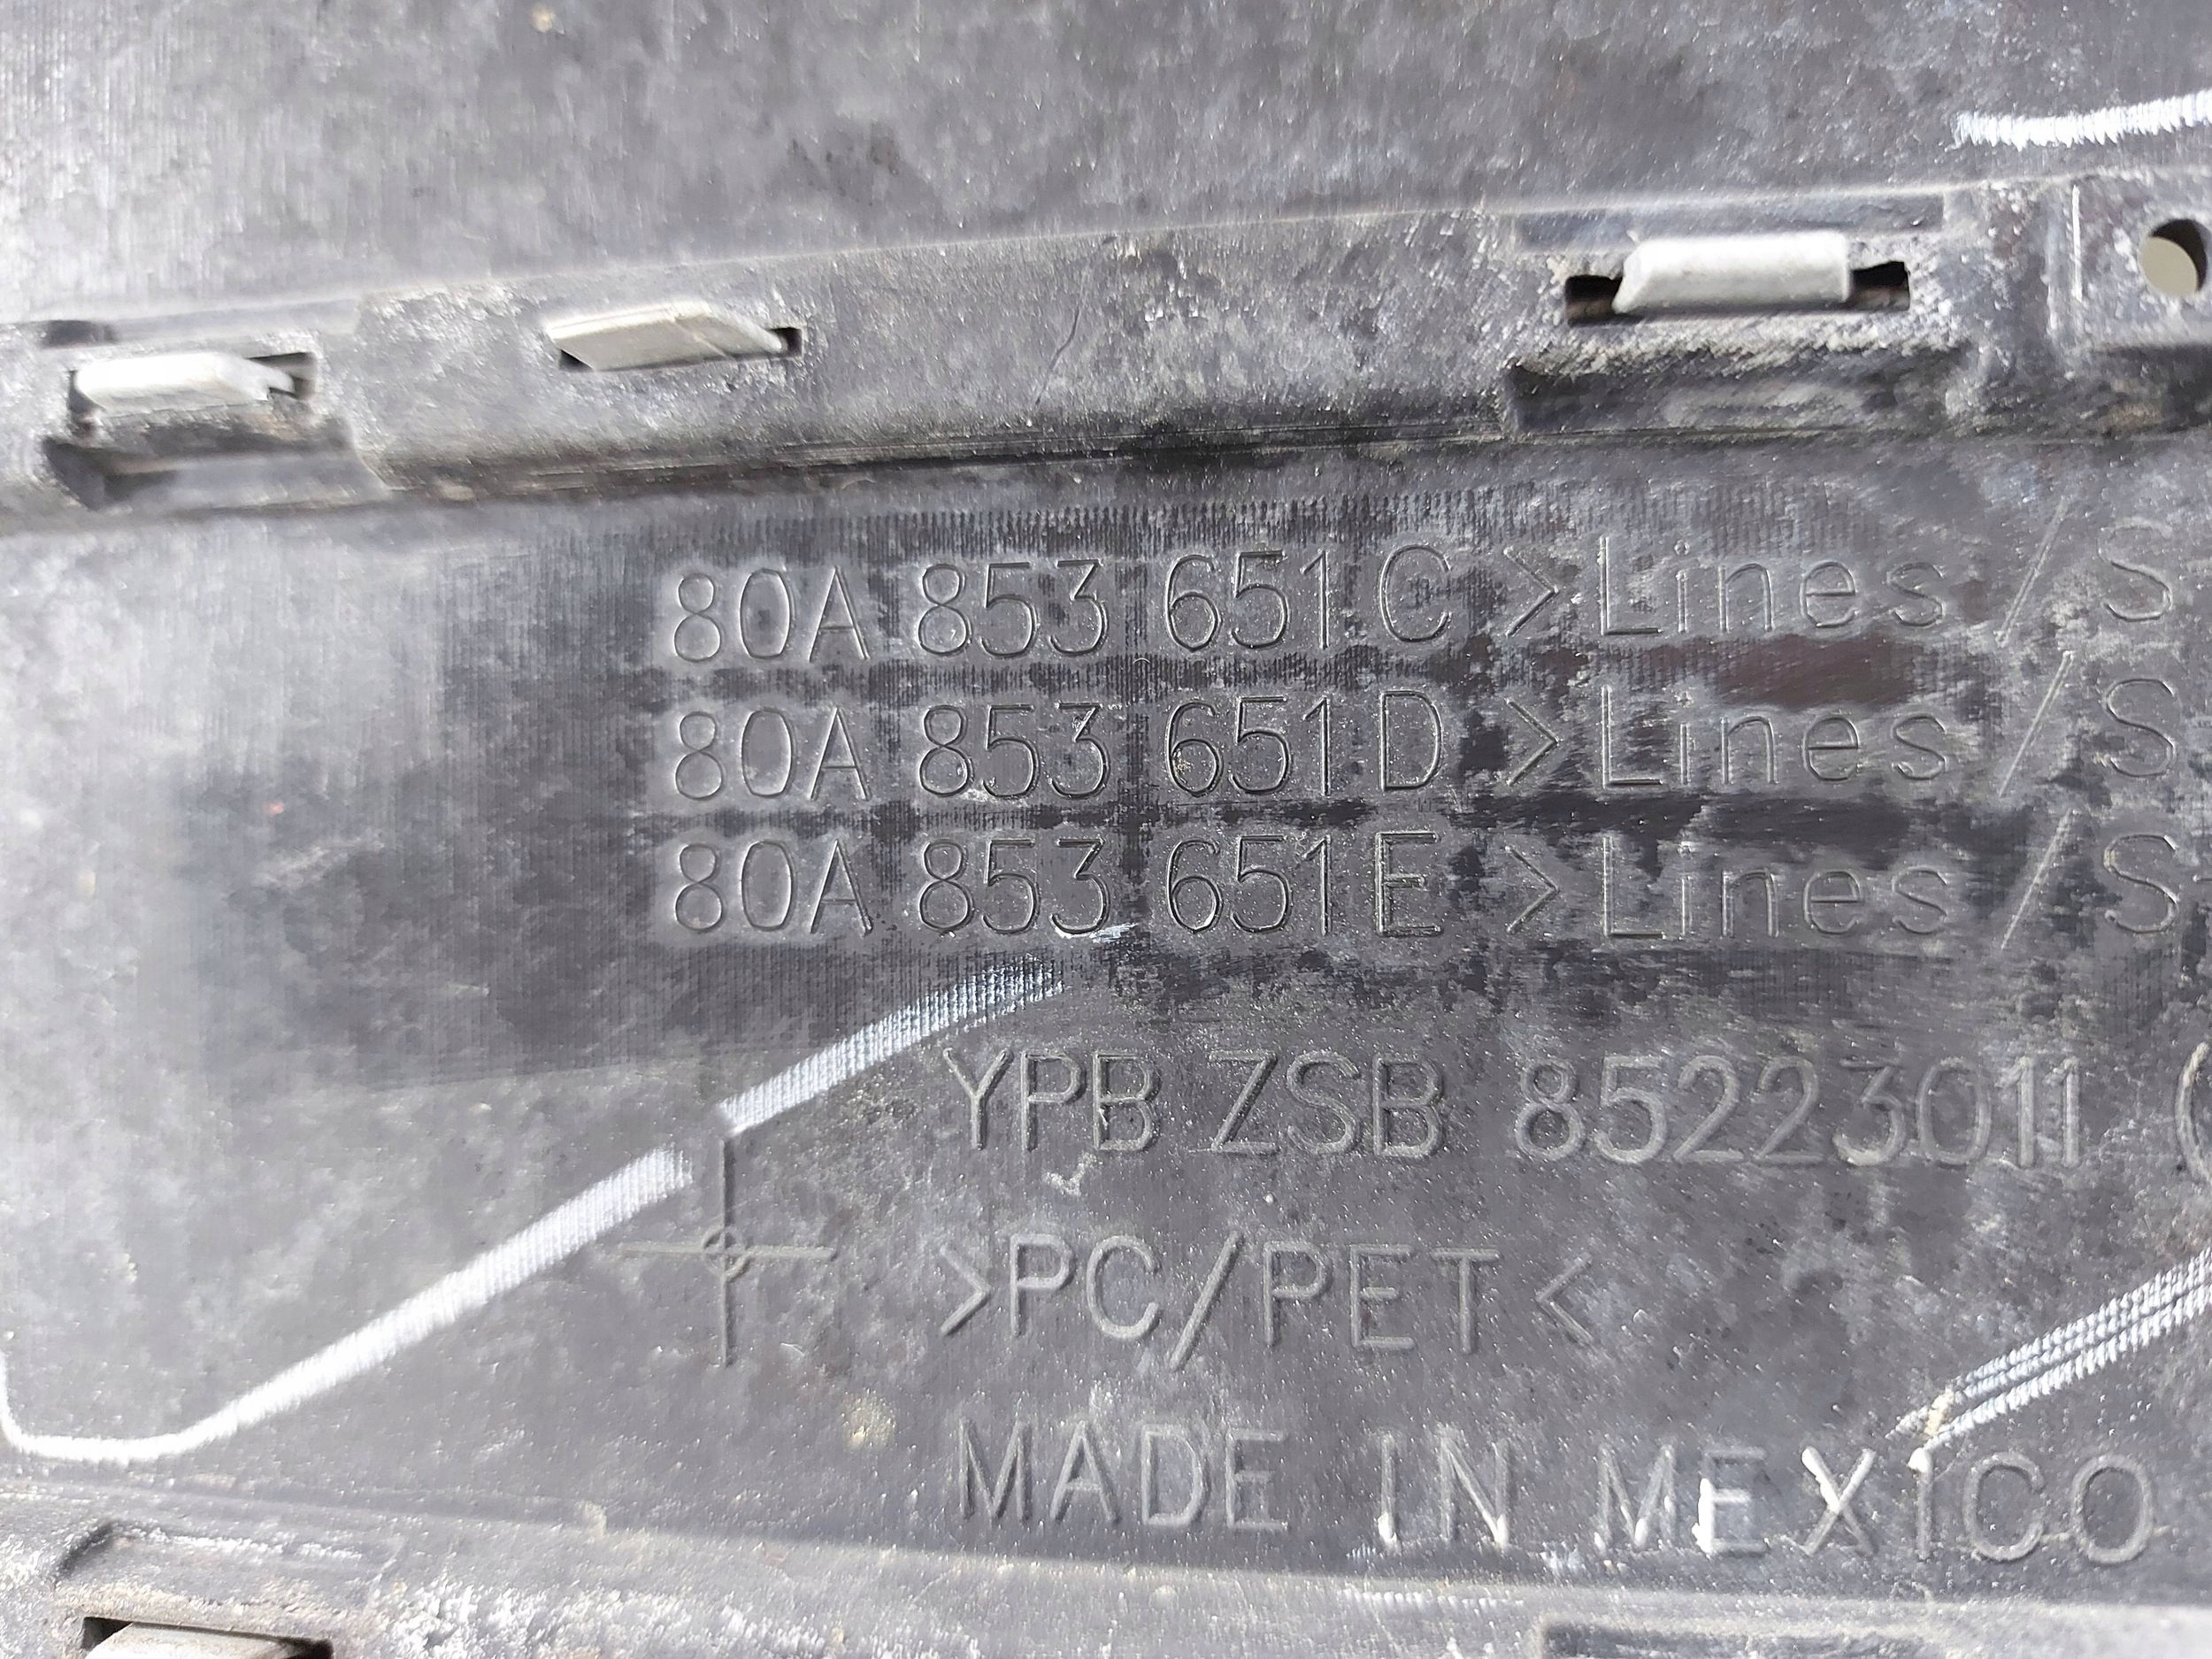 80A 853 651 C >Lines/S
80A 853 651 D >Lines/S
80A 853 651 E >Lines/S
YPB ZSB 85223011 (
>PC/PET<
MADE IN MEXICO